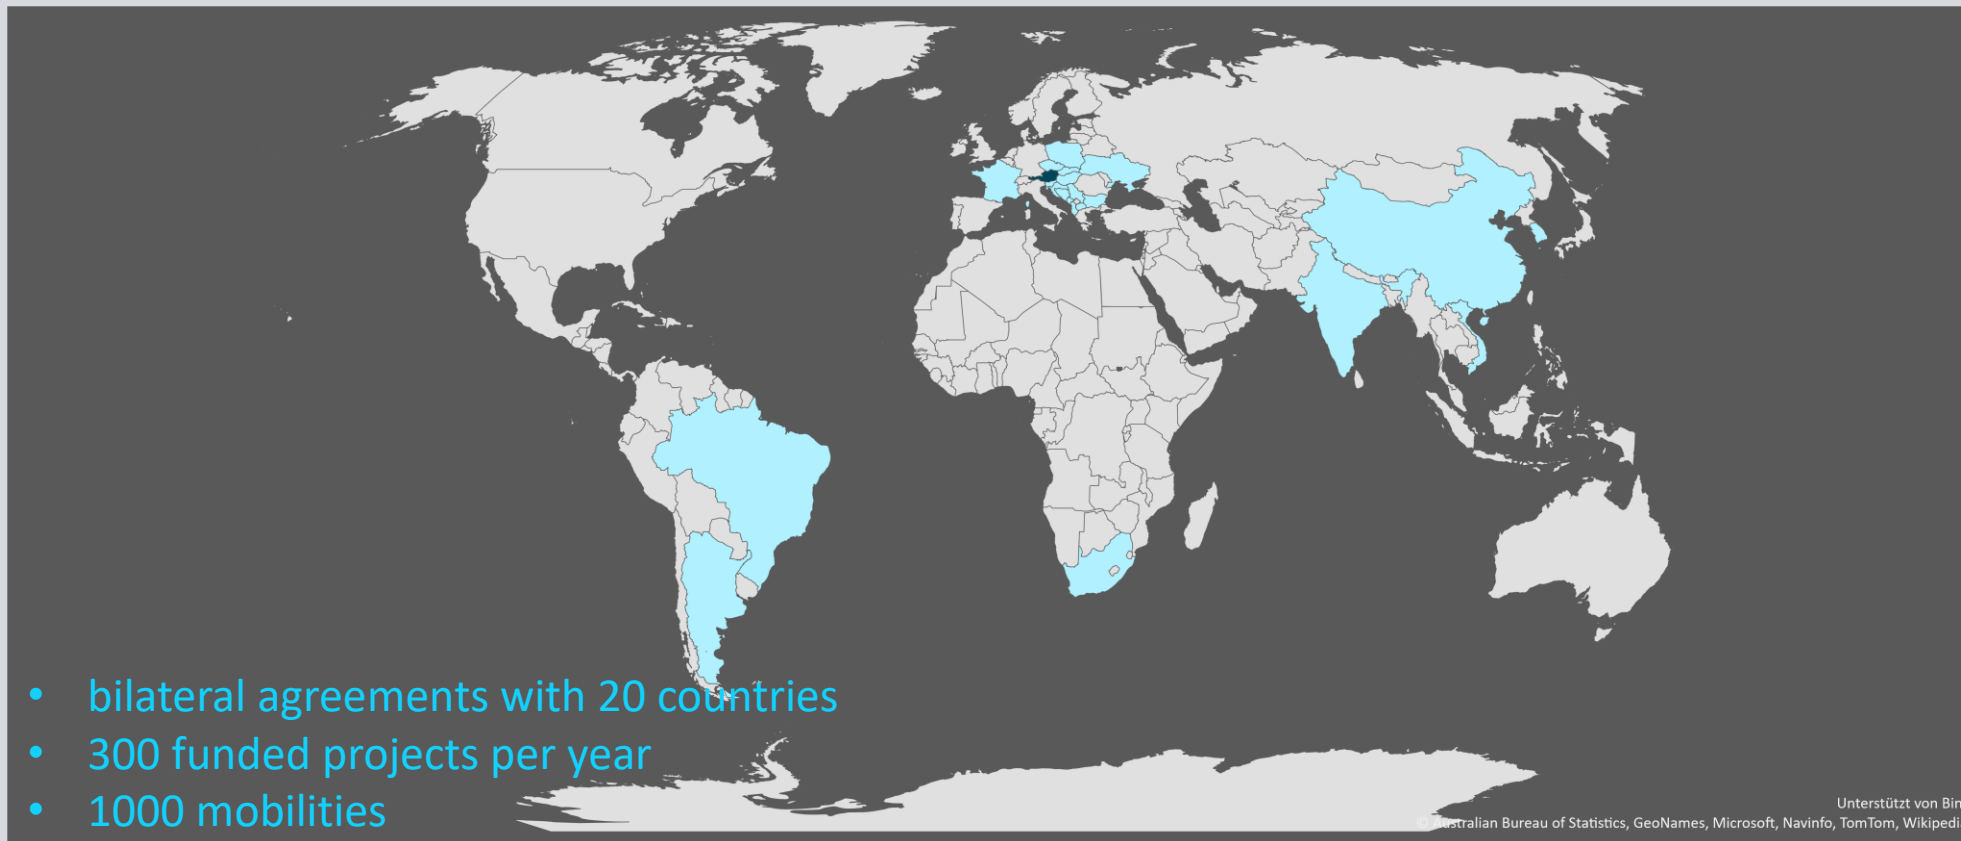 • bilateral agreements with 20 countries
• 300 funded projects per year
• 1000 mobilities
Unterstützt von Bin
© Australian Bureau of Statistics, GeoNames, Microsoft, Navinfo, TomTom, Wikipedia